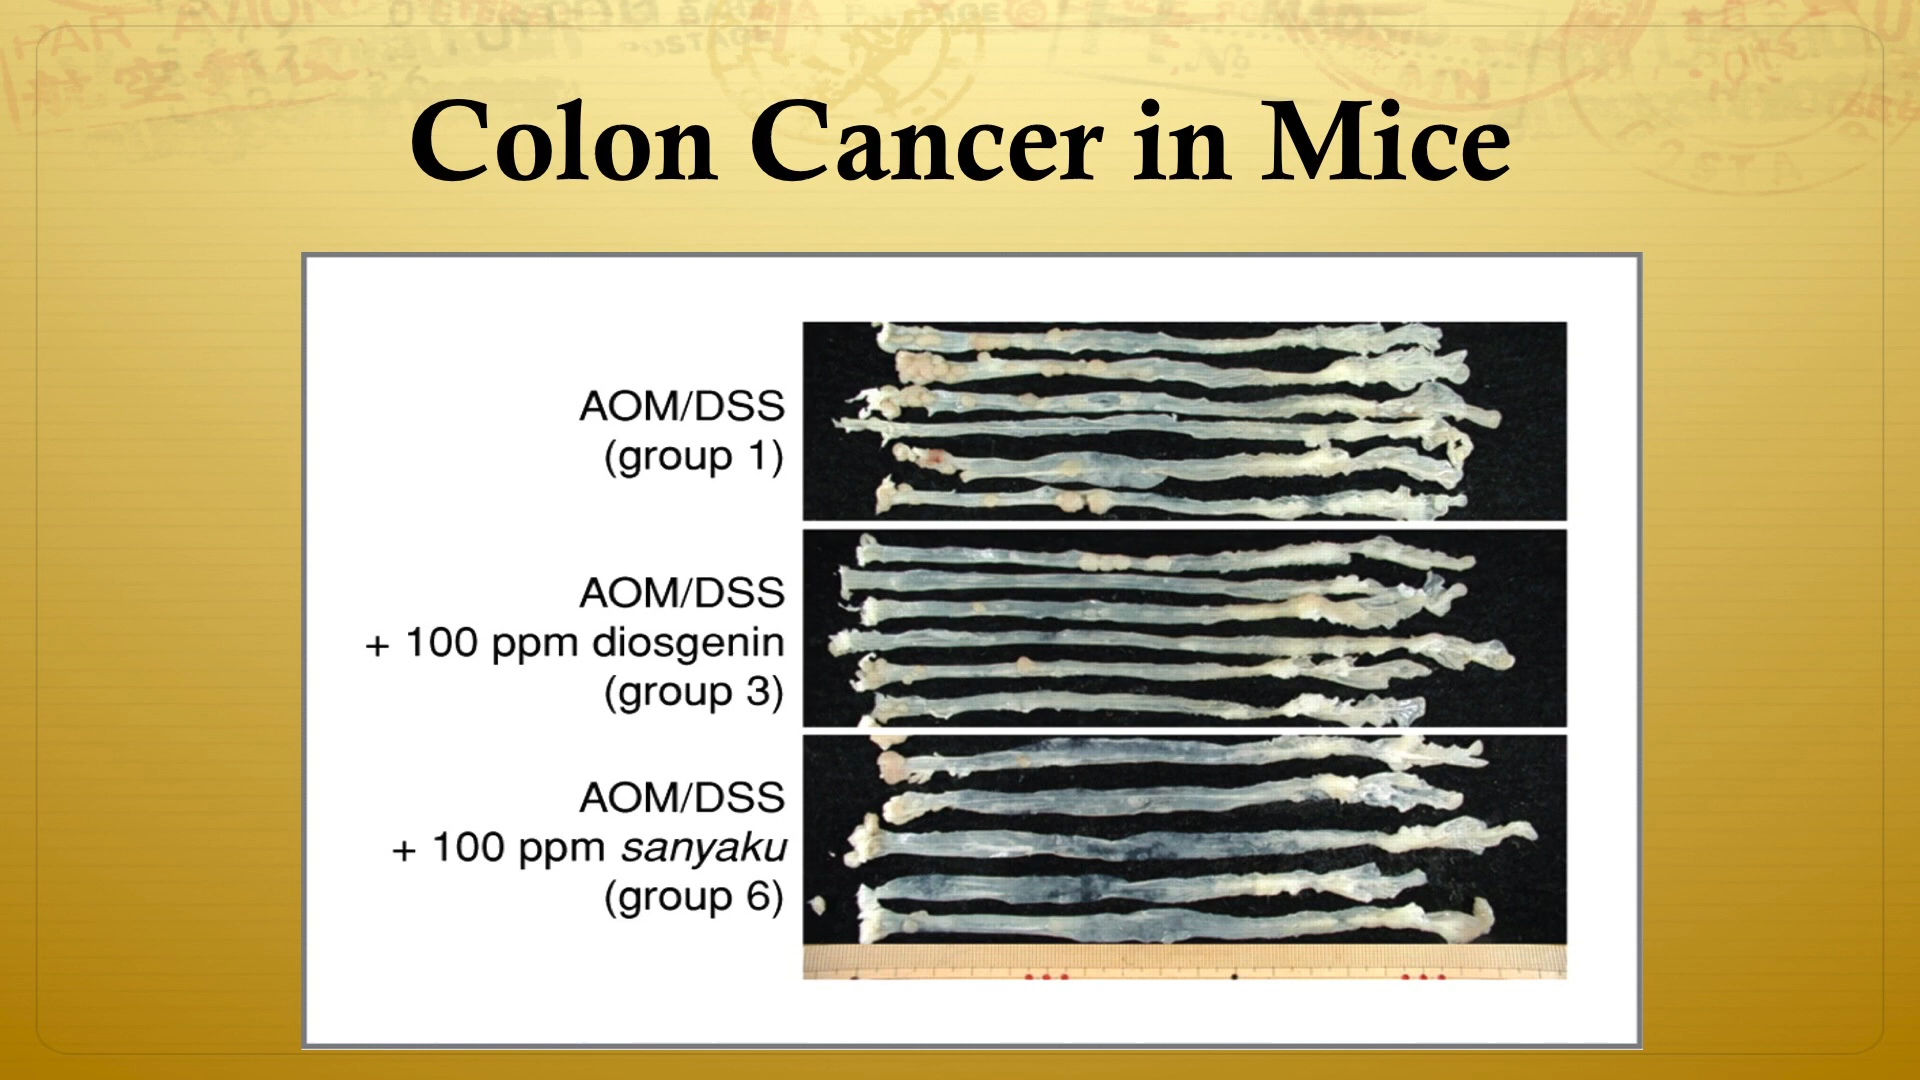 Colon Cancer in Mice
AOM/DSS
(group 1)
AOM/DSS
+ 100 ppm diosgenin
(group 3)
AOM/DSS
+ 100 ppm sanyaku
(group 6)